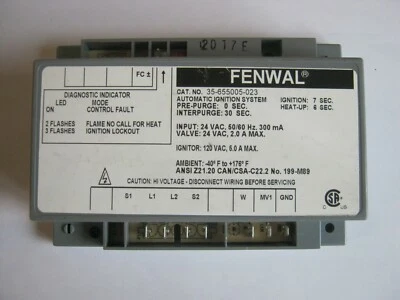 2017E
FC ±
FENWAL®
CAT. NO. 35-655005-023
AUTOMATIC IGNITION SYSTEM IGNITION: 7 SEC.
PRE-PURGE: 0 SEC. HEAT-UP: 6 SEC.
INTERPURGE: 30 SEC.
INPUT: 24 VAC, 50/60 Hz, 300 mA
VALVE: 24 VAC, 2.0 A MAX.
IGNITOR: 120 VAC, 5.0 A MAX.
AMBIENT: -40° F to +176° F
ANSI Z21.20 CAN/CSA-C22.2 No. 199-M89
DIAGNOSTIC INDICATOR
LED MODE
ON CONTROL FAULT
2 FLASHES FLAME NO CALL FOR HEAT
3 FLASHES IGNITION LOCKOUT
CAUTION: HI VOLTAGE - DISCONNECT WIRING BEFORE SERVICING
S1 L1 L2 S2 W MV1 GND